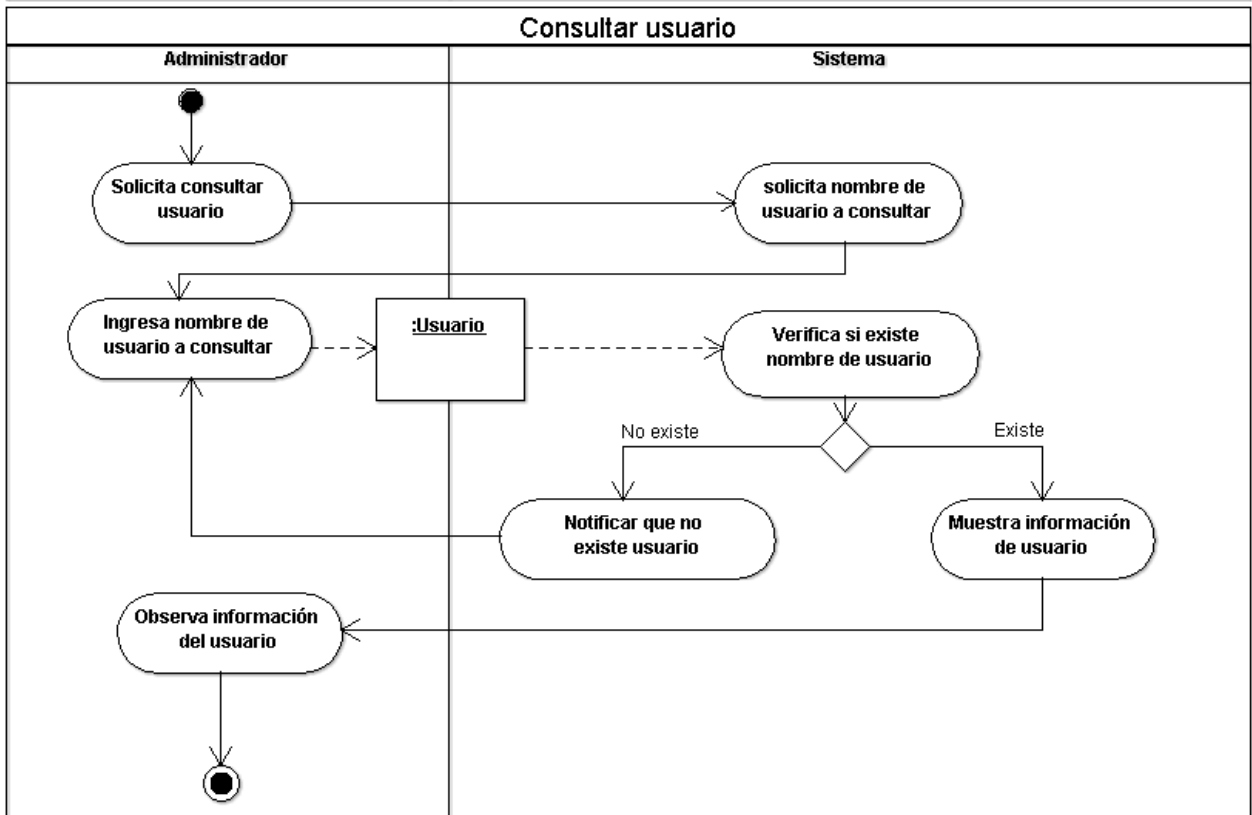 Consultar usuario
Administrador
Sistema
Solicita consultar
usuario
solicita nombre de
usuario a consultar
Ingresa nombre de
usuario a consultar
:Usuario
Verifica si existe
nombre de usuario
No existe
Existe
Notificar que no
existe usuario
Muestra información
de usuario
Observa información
del usuario